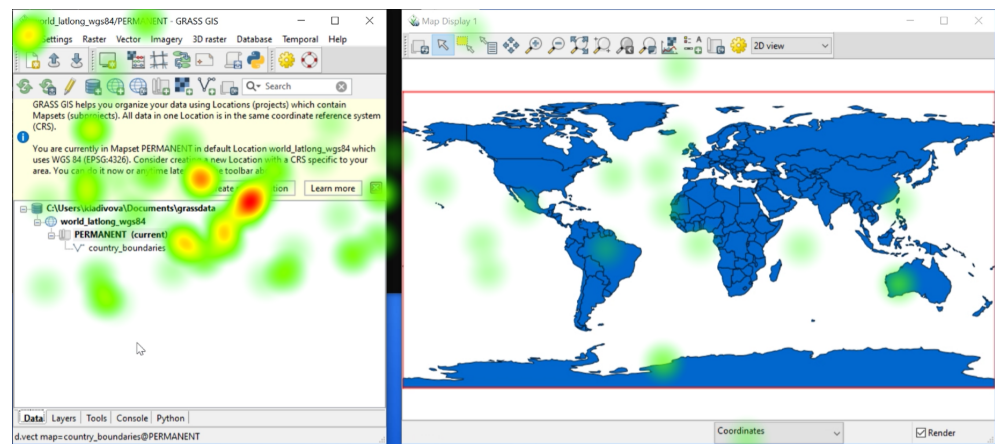 world_latlong_wgs84/PERMANENT - GRASS GIS
Settings Raster Vector Imagery 3D raster Database Temporal Help
Search
GRASS GIS helps you organize your data using Locations (projects) which contain
Mapsets (subprojects). All data in one Location is in the same coordinate reference system
(CRS).
You are currently in Mapset PERMANENT in default Location world_latlong_wgs84 which
uses WGS 84 (EPSG:4326). Consider creating a new Location with a CRS specific to your
area. You can do it now or anytime later
toolbar
Learn more
C:\Users\kladivova\Documents\grassdata
world_latlong_wgs84
PERMANENT (current)
country_boundaries
Data Layers Tools Console Python
d.vect map=country_boundaries@PERMANENT
Map Display 1
2D view
Coordinates
Render